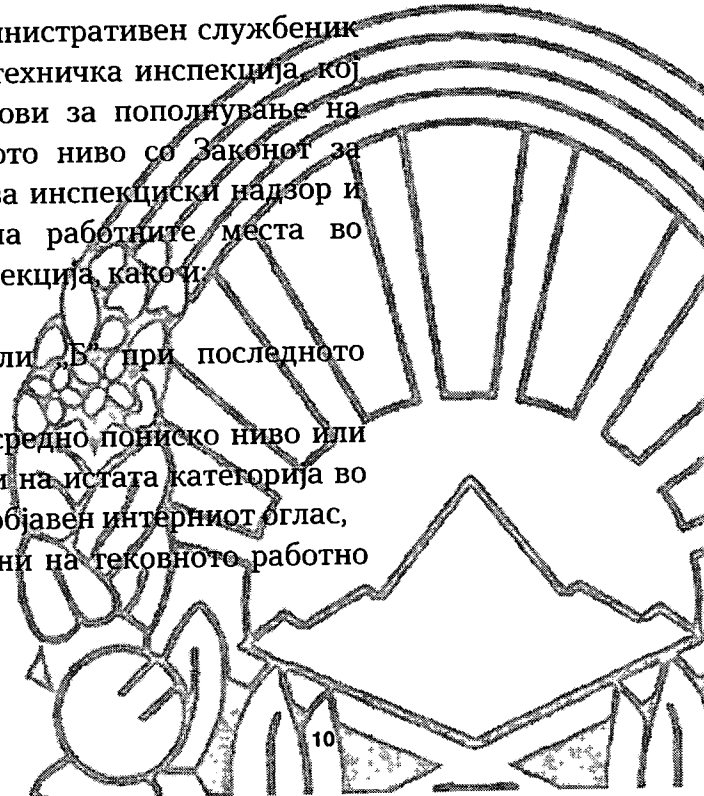 нистративен службеник
техничка инспекција, кој
ови за пополнување на
ото ниво со Законот за
за инспекциски надзор и
на работните места во
екција, како и:
ли „Б“ при последното
средно пониско ниво или
и на истата категорија во
објавен интерниот оглас,
ни на тековното работно
10